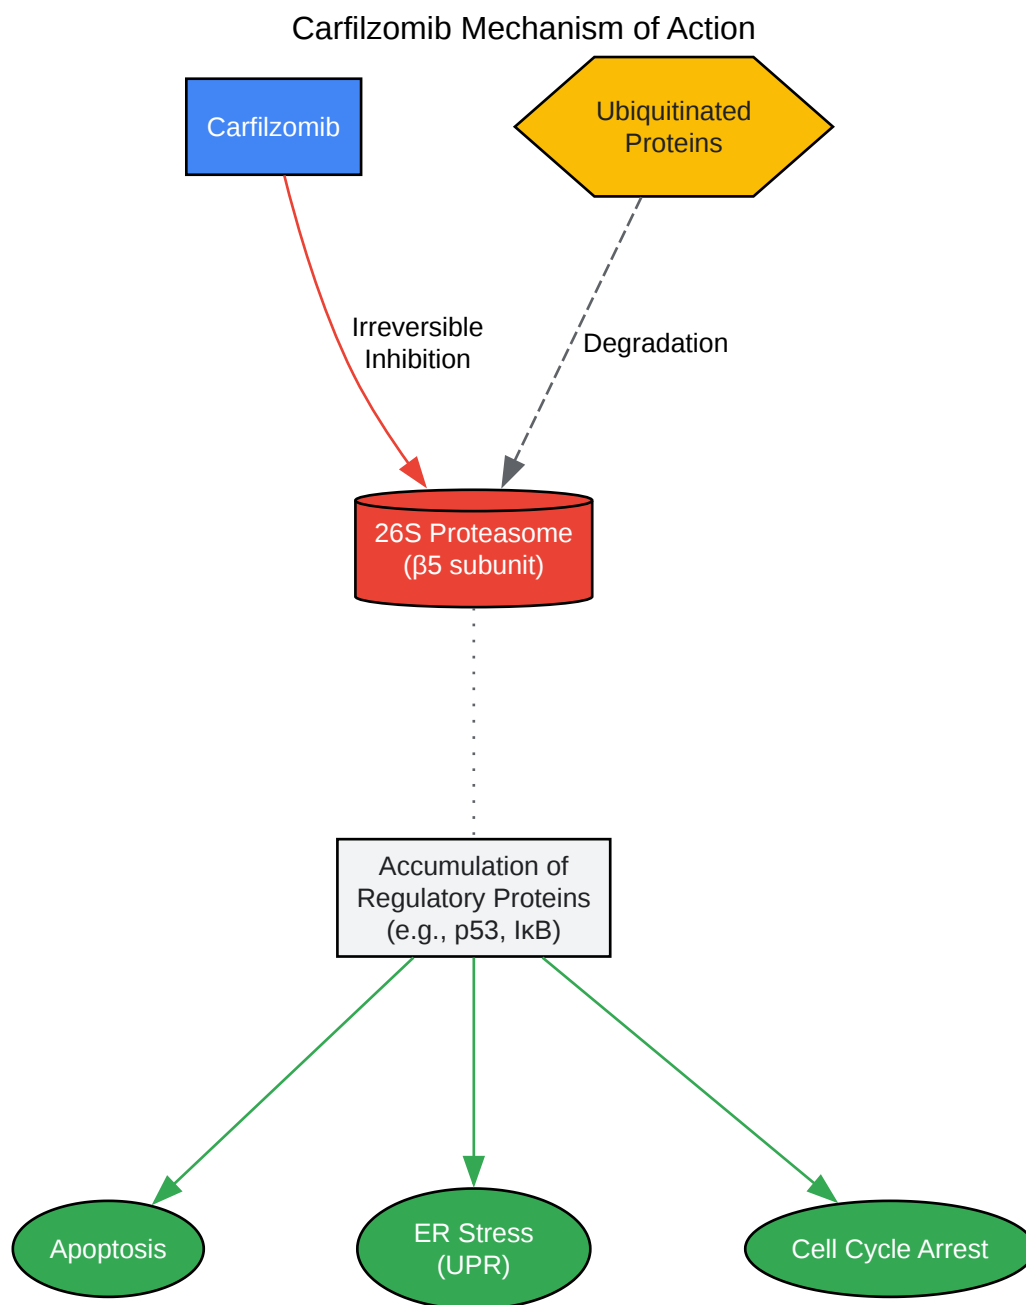 Carfilzomib Mechanism of Action
Carfilzomib
Ubiquitinated
Proteins
Irreversible
Inhibition
Degradation
26S Proteasome
(β5 subunit)
Accumulation of
Regulatory Proteins
(e.g., p53, IκB)
Apoptosis
ER Stress
(UPR)
Cell Cycle Arrest